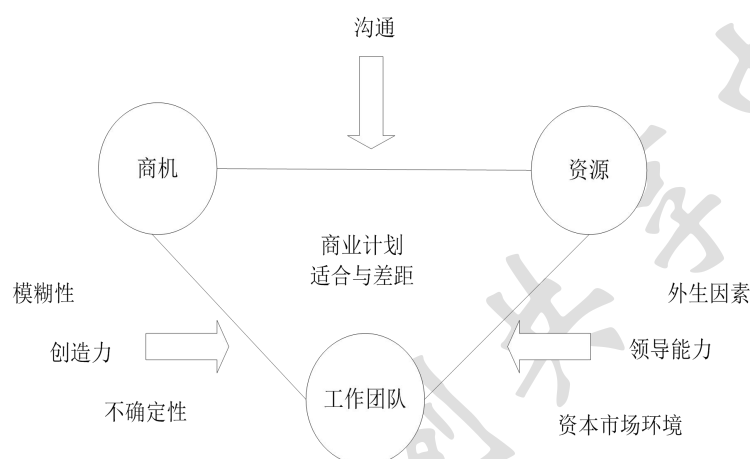 沟通
商机
资源
商业计划
适合与差距
模糊性
外生因素
创造力
领导能力
工作团队
不确定性
资本市场环境